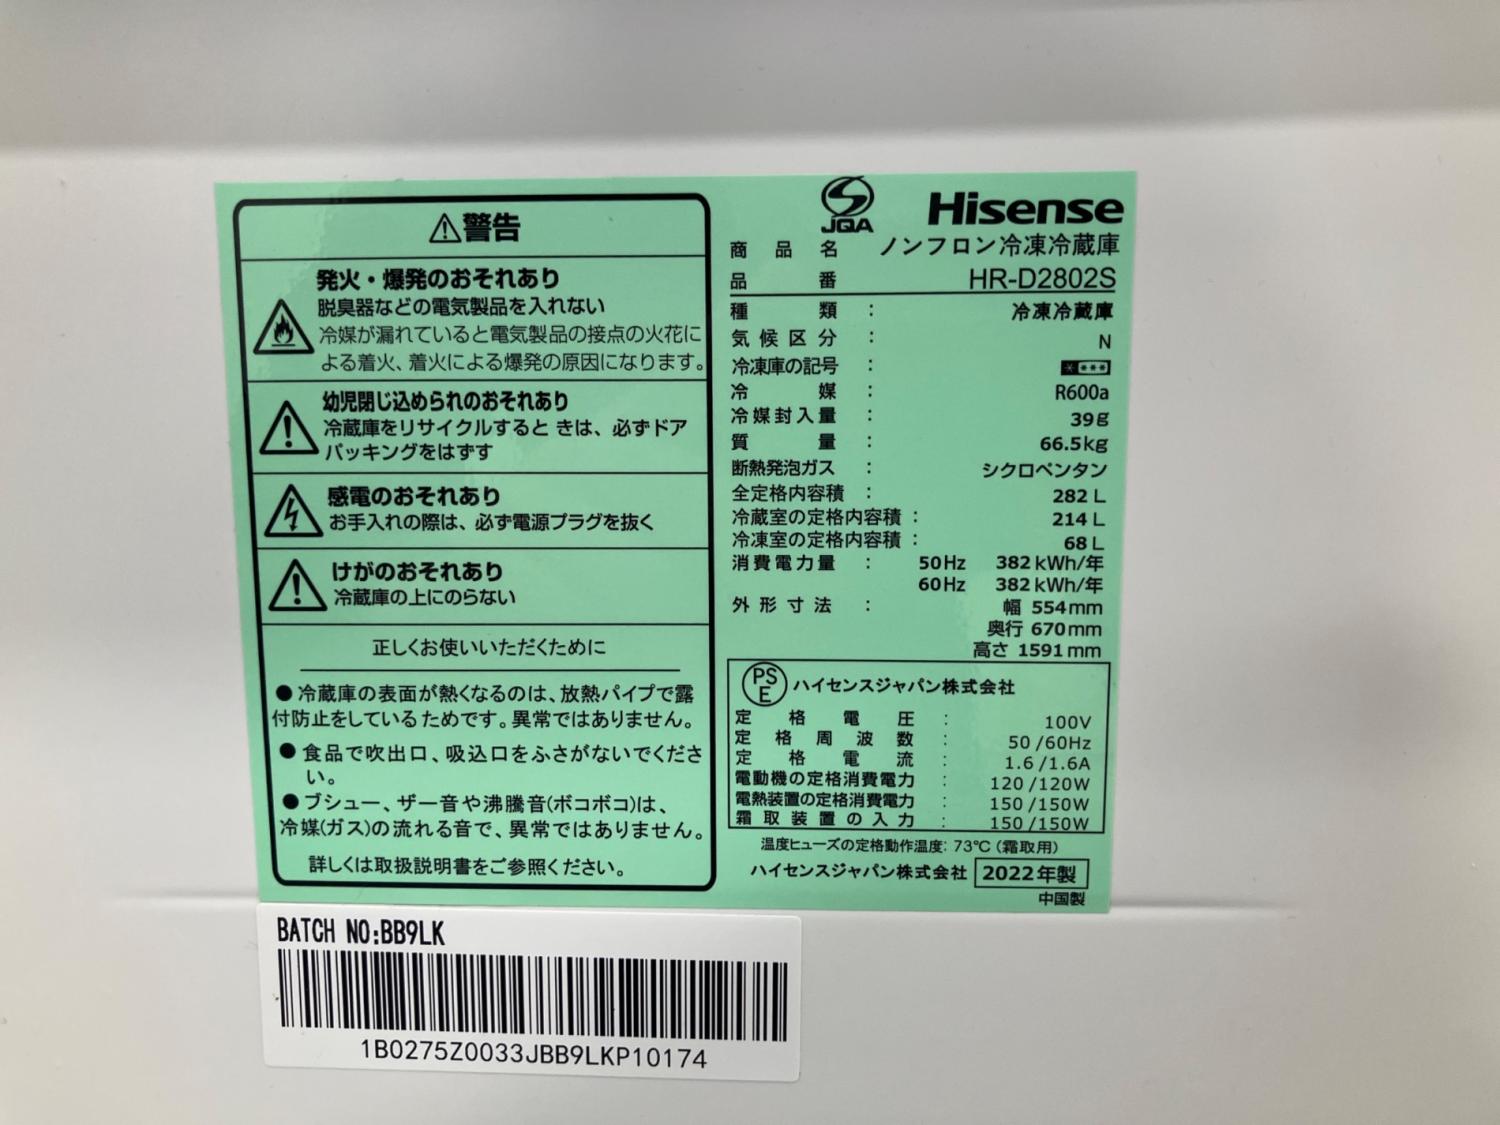 警告
発火・爆発のおそれあり
脱臭器などの電気製品を入れない
冷媒が漏れていると電気製品の接点の火花に
よる着火、着火による爆発の原因になります。
幼児閉じ込められのおそれあり
冷蔵庫をリサイクルするとき は、必ずドア
パッキングをはずす
感電のおそれあり
お手入れの際は、必ず電源プラグを抜く
けがのおそれあり
冷蔵庫の上にのらない
正しくお使いいただくために
●冷蔵庫の表面が熱くなるのは、放熱パイプで露
付防止をしているためです。異常ではありません。
●食品で吹出口、吸込口をふさがないでくださ
い。
●ブシュー、ザー音や沸騰音(ボコボコ)は、
冷媒(ガス)の流れる音で、異常ではありません。
詳しくは取扱説明書をご参照ください。
JQA Hisense
商品名 ノンフロン冷凍冷蔵庫
品番 HR-D2802S
種類 : 冷凍冷蔵庫
気候区分 : N
冷凍庫の記号 : * ***
冷媒 : R600a
冷媒封入量 : 39g
質量 : 66.5kg
断熱発泡ガス : シクロペンタン
全定格内容積 : 282 L
冷蔵室の定格内容積 : 214 L
冷凍室の定格内容積 : 68 L
消費電力量 : 50Hz 382kWh/年
60Hz 382kWh/年
外形寸法 : 幅 554mm
奥行 670mm
高さ 1591mm
PSE ハイセンスジャパン株式会社
定格電圧 : 100V
定格周波数 : 50/60Hz
定格電流 : 1.6/1.6A
電動機の定格消費電力 : 120/120W
電熱装置の定格消費電力 : 150/150W
霜取装置の入力 : 150/150W
温度ヒューズの定格動作温度: 73℃(霜取用)
ハイセンスジャパン株式会社 2022年製
中国製
BATCH NO:BB9LK
1B0275Z0033JBB9LKP10174